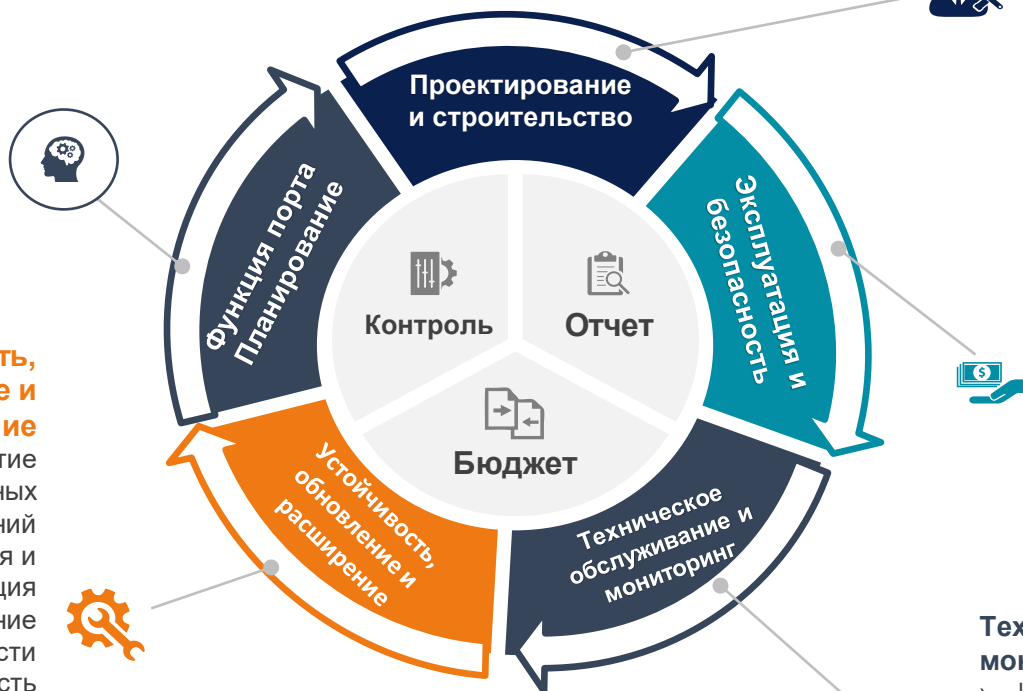 Проектирование
и строительство
Эксплуатация и
безопасность
Техническое
обслуживание и
мониторинг
Устойчивость,
обновление и
расширение
Функция порта
Планирование
Контроль
Отчет
Бюджет
ть,
е и
ие
тие
ных
ний
я и
ция
ние
сти
сть
Тех
мон